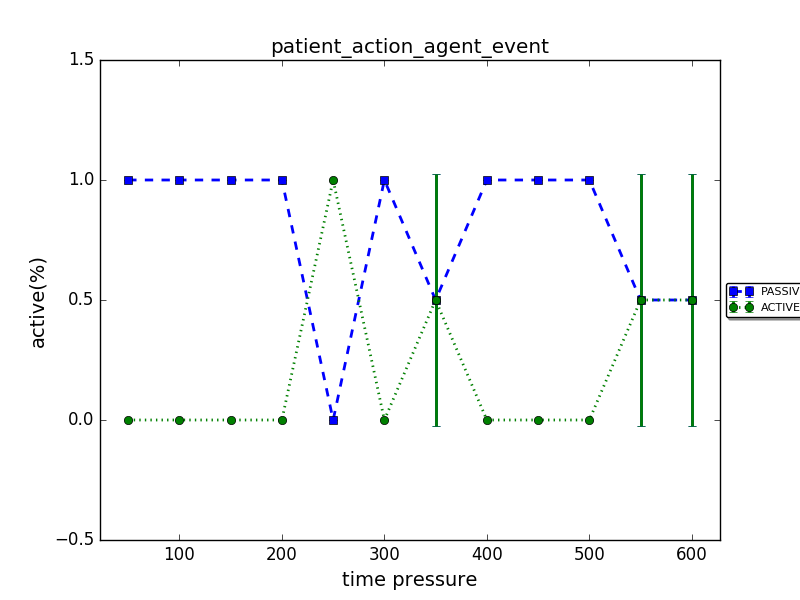 patient_action_agent_event
1.5
1.0
0.5
0.0
−0.5
active(%)
100 200 300 400 500 600
time pressure
PASSIV
ACTIVE